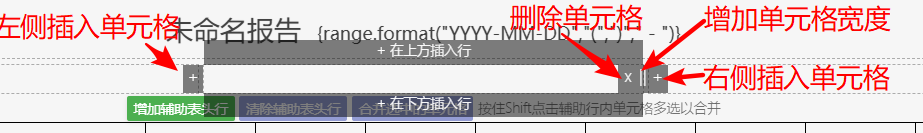 删除单元格 增加单元格宽度
左侧插入单元格 未命名报告 {range.format("YYYY-MM-DD","(",")"," - ")}
+ 在上方插入行
+ x + 右侧插入单元格
增加辅助表头行 清除辅助表头行 + 在下方插入行 按住Shift点击辅助行内单元格多选以合并